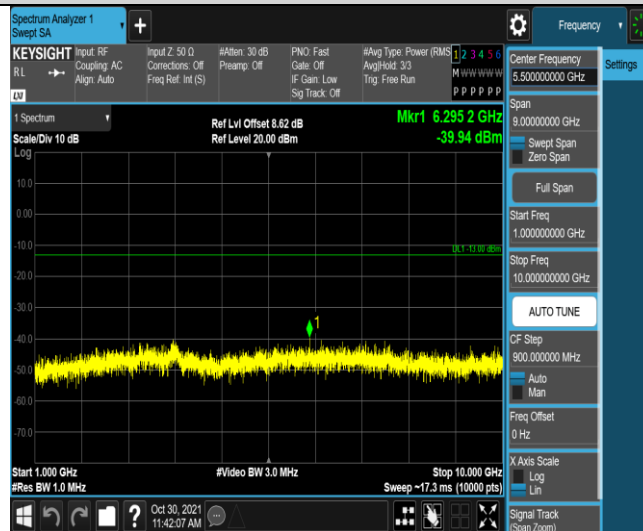 Spectrum Analyzer 1
Swept SA
Frequency
KEYSIGHT
RL
Input: RF
Coupling: AC
Align: Auto
Input Z: 50 Ω
Corrections: Off
Freq Ref: Int (S)
#Atten: 30 dB
Preamp: Off
PNO: Fast
Gate: Off
IF Gain: Low
Sig Track: Off
#Avg Type: Power (RMS
Avg|Hold: 3/3
Trig: Free Run
1 2 3 4 5 6
M W W W W W
P P P P P P
LXI
1 Spectrum
Scale/Div 10 dB
Log
Ref Lvl Offset 8.62 dB
Ref Level 20.00 dBm
Mkr1 6.295 2 GHz
-39.94 dBm
10.0
0.00
-10.0
DL1 -13.00 dBm
-20.0
-30.0
-40.0
1
-50.0
-60.0
-70.0
Start 1.000 GHz
#Res BW 1.0 MHz
#Video BW 3.0 MHz
Stop 10.000 GHz
Sweep ~17.3 ms (10000 pts)
Oct 30, 2021
11:42:07 AM
Center Frequency
5.500000000 GHz
Settings
Span
9.00000000 GHz
Swept Span
Zero Span
Full Span
Start Freq
1.000000000 GHz
Stop Freq
10.000000000 GHz
AUTO TUNE
CF Step
900.000000 MHz
Auto
Man
Freq Offset
0 Hz
X Axis Scale
Log
Lin
Signal Track
(Span Zoom)